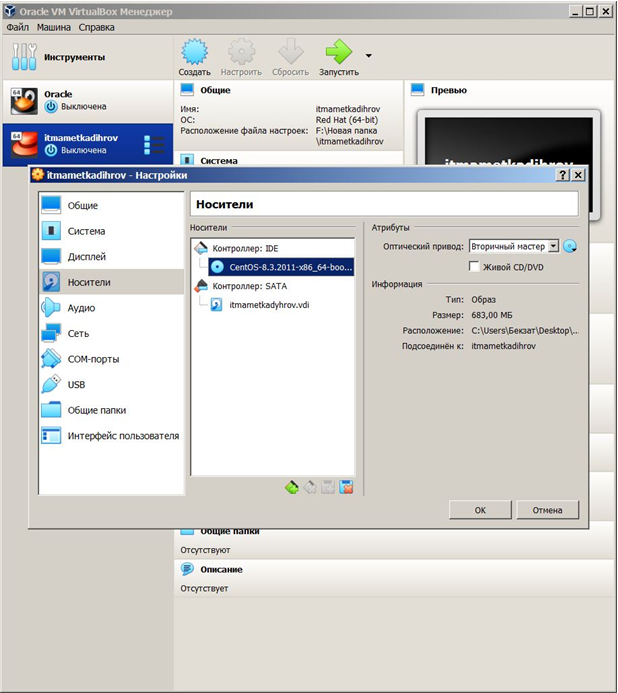 Oracle VM VirtualBox Менеджер
Файл Машина Справка
Инструменты
Создать Настроить Сбросить Запустить
64
Oracle
Выключена
64
itmametkadihrov
Выключена
Общие
Имя: itmametkadihrov
ОС: Red Hat (64-bit)
Расположение файла настроек: F:\Новая папка
\itmametkadihrov
Система
Превью
itmametkadihrov
itmametkadihrov - Настройки
Общие
Система
Дисплей
Носители
Аудио
Сеть
COM-порты
USB
Общие папки
Интерфейс пользователя
Носители
Носители
Контроллер: IDE
CentOS-8.3.2011-x86_64-boo...
Контроллер: SATA
itmametkadyhrov.vdi
Атрибуты
Оптический привод: Вторичный мастер
Живой CD/DVD
Информация
Тип: Образ
Размер: 683,00 МБ
Расположение: C:\Users\Бекзат\Desktop\...
Подсоединён к: itmametkadihrov
OK Отмена
Общие папки
Отсутствуют
Описание
Отсутствует